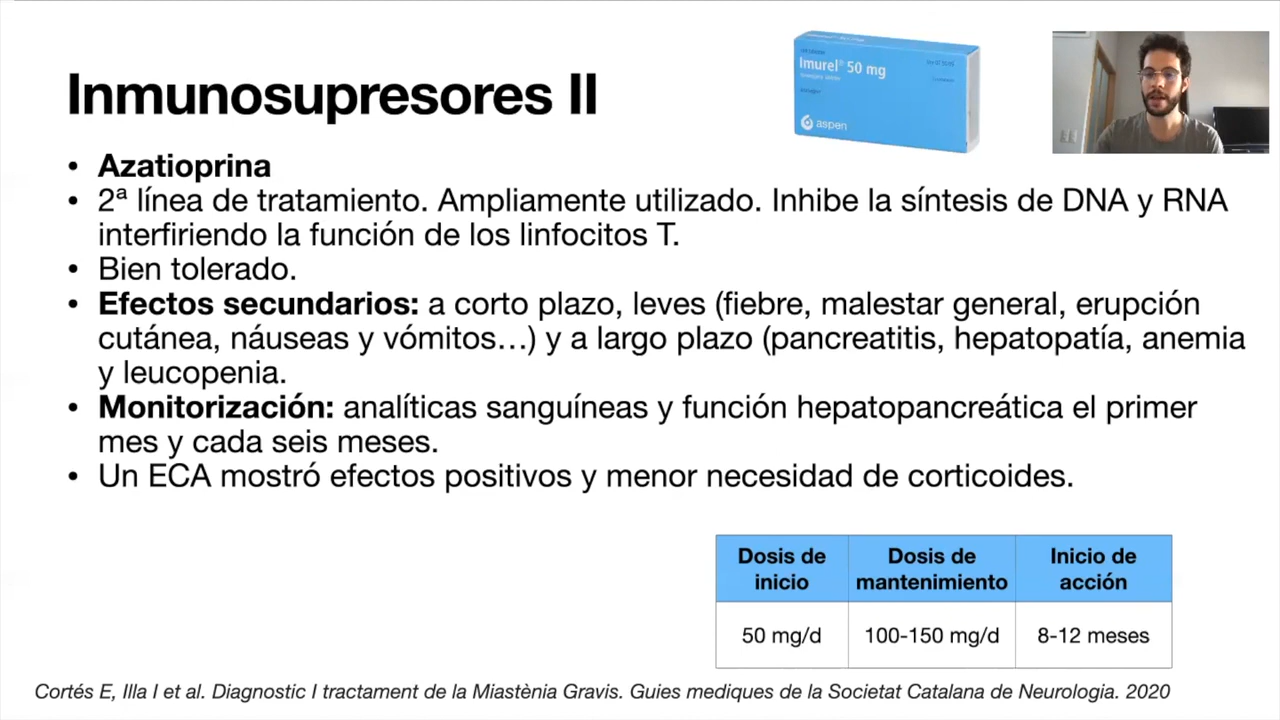 Imurel® 50 mg
aspen
Inmunosupresores II
• Azatioprina
• 2ª línea de tratamiento. Ampliamente utilizado. Inhibe la síntesis de DNA y RNA
interfiriendo la función de los linfocitos T.
• Bien tolerado.
• Efectos secundarios: a corto plazo, leves (fiebre, malestar general, erupción
cutánea, náuseas y vómitos…) y a largo plazo (pancreatitis, hepatopatía, anemia
y leucopenia.
• Monitorización: analíticas sanguíneas y función hepatopancreática el primer
mes y cada seis meses.
• Un ECA mostró efectos positivos y menor necesidad de corticoides.
Dosis de inicio Dosis de mantenimiento Inicio de acción
50 mg/d 100-150 mg/d 8-12 meses
Cortés E, Illa I et al. Diagnostic I tractament de la Miastènia Gravis. Guies mediques de la Societat Catalana de Neurologia. 2020